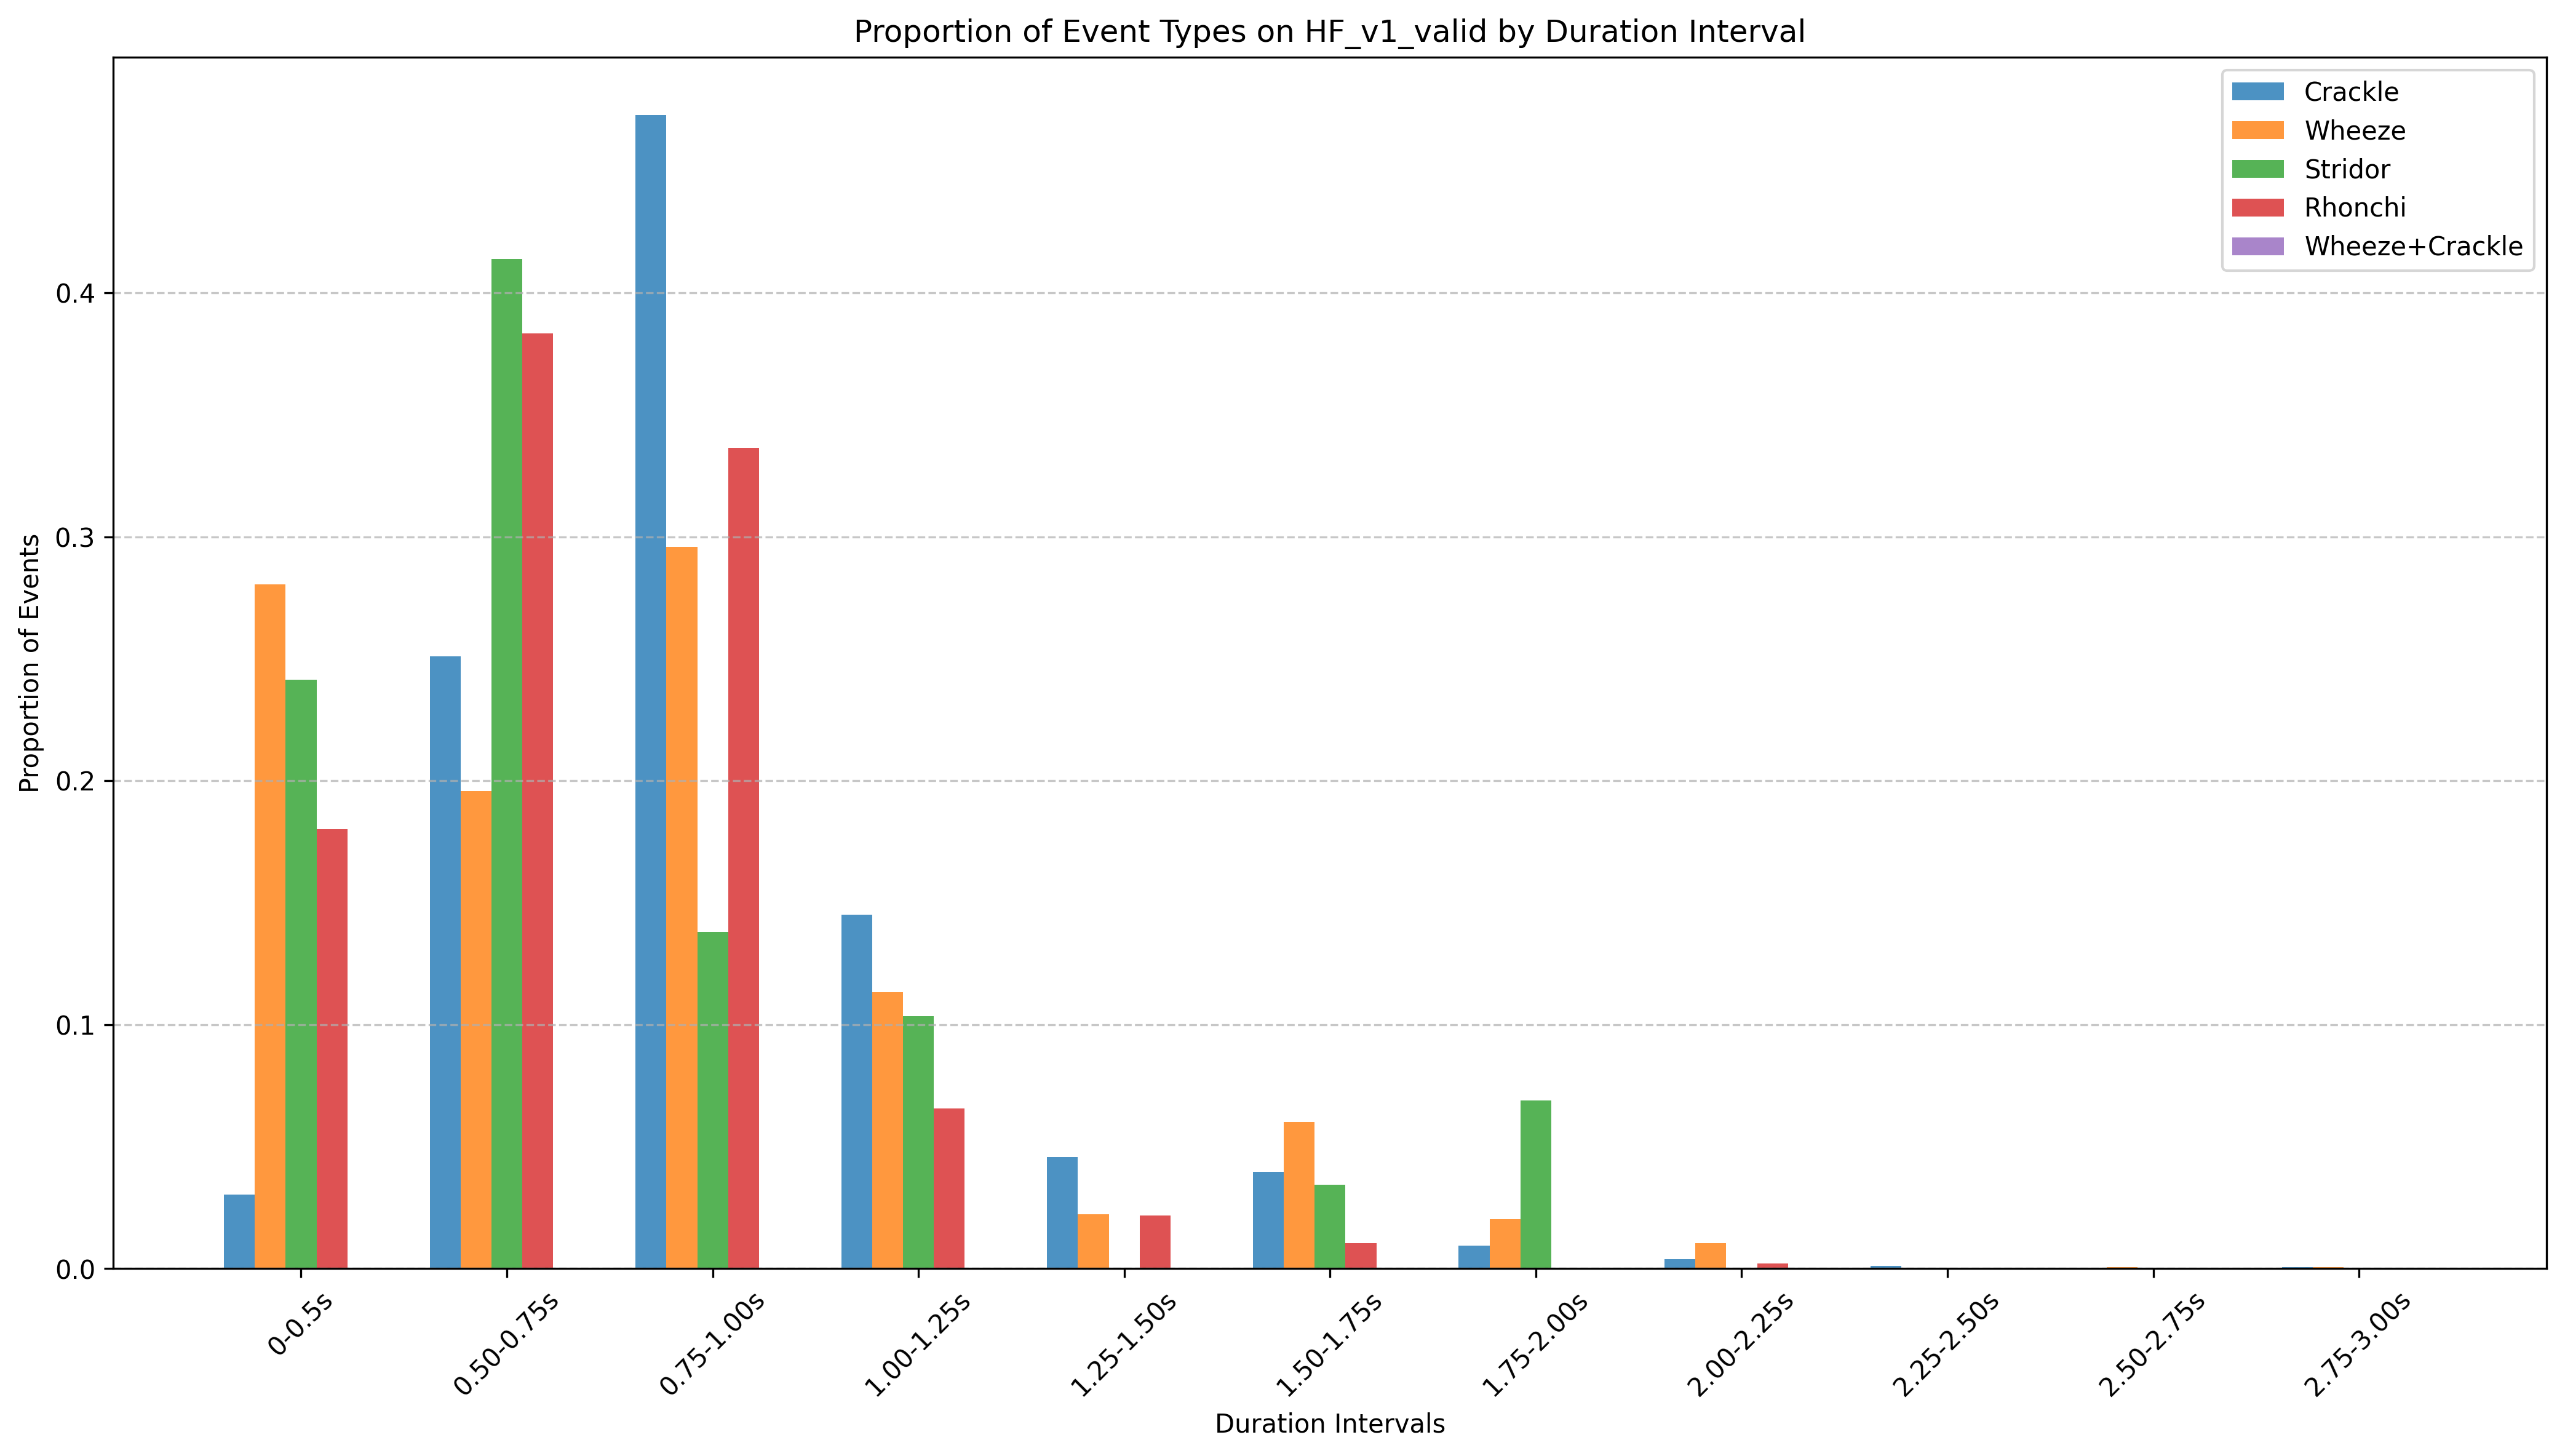 Proportion of Event Types on HF_v1_valid by Duration Interval
Crackle
Wheeze
Stridor
Rhonchi
Wheeze+Crackle
Proportion of Events
0.4
0.3
0.2
0.1
0.0
0-0.5s
0.50-0.75s
0.75-1.00s
1.00-1.25s
1.25-1.50s
1.50-1.75s
1.75-2.00s
2.00-2.25s
2.25-2.50s
2.50-2.75s
2.75-3.00s
Duration Intervals